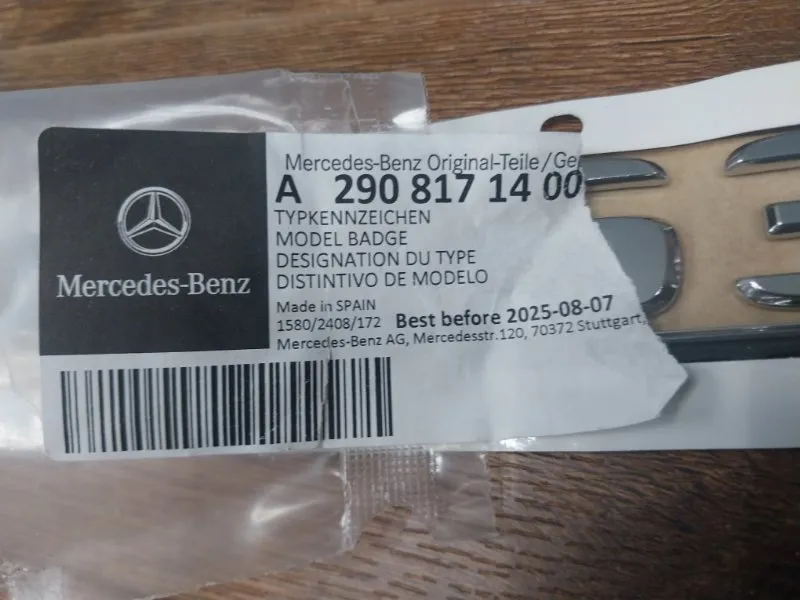 Mercedes-Benz Original-Teile/Ge
A 290 817 14 00
TYPKENNZEICHEN
MODEL BADGE
DESIGNATION DU TYPE
DISTINTIVO DE MODELO
Mercedes-Benz
Made in SPAIN
1580/2408/172 Best before 2025-08-07
Mercedes-Benz AG, Mercedesstr.120, 70372 Stuttgart,